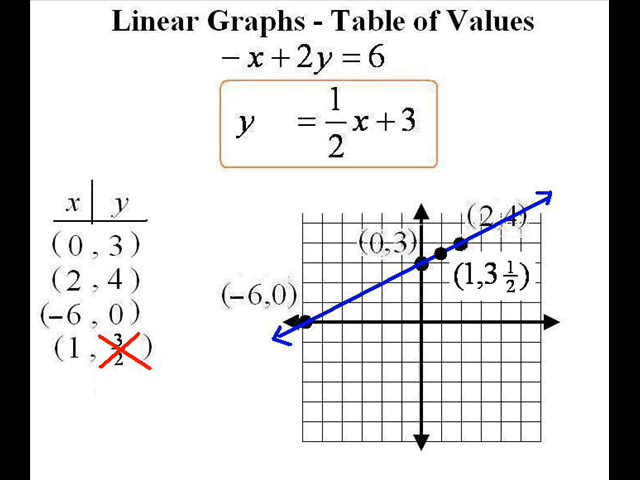 Linear Graphs - Table of Values
−x+2y=6
y = 1/2 x+3
x y
(0 , 3)
(2 , 4)
(−6 , 0)
(1 , 3/2 )
(2,4)
(0,3)
(1,3 1/2)
(−6,0)